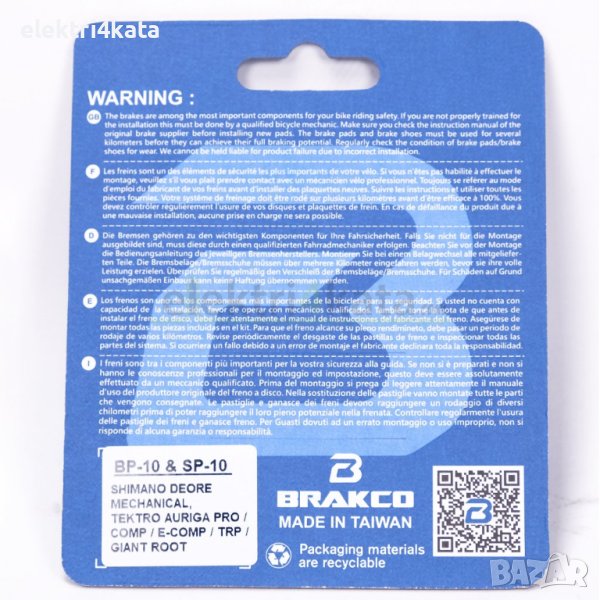 elektri4kata
WARNING :
GB The brakes are among the most important components for your bike riding safety. If you are not properly trained for
the installation this must be done by a qualified bicycle mechanic. Make sure you check the instruction manual of the
original brake supplier before installing new pads. The brake pads and brake shoes must be used for several
kilometers before they can achieve their full braking potential. Regularly check the condition of brake pads/brake
shoes for wear. We cannot be held liable for product failure due to incorrect installation.
F Les freins sont un des éléments de sécurité les plus importants de votre vélo. Si vous n'êtes pas habilité à effectuer le
montage, veuillez s'il vous plaît prendre contact avec un mécanicien vélo professionnel. Toujours se référer au mode
d'emploi du fabricant de vos freins avant d'installer des plaquettes neuves. Suivre les instructions et utiliser toutes les
pièces fournies. Votre système de freinage doit être rodé sur plusieurs kilomètres avant d'être efficace à 100%. Vous
devez contrôler régulièrement l'usure de vos disques et plaquettes de frein. En cas de défaillance du produit due à
une mauvaise installation, aucune prise en charge ne sera possible.
D Die Bremsen gehören zu den wichtigsten Komponenten für Ihre Fahrsicherheit. Falls Sie nicht für die Montage
ausgebildet sind, muss diese durch einen qualifizierten Fahrradmechaniker erfolgen. Beachten Sie vor der Montage
die Bedienungsanleitung des jeweiligen Bremsenherstellers. Montieren Sie bei einem Belagwechsel alle mitgeliefer-
ten Teile. Die Bremsbeläge/Bremsschuhe müssen über mehrere Kilometer eingefahren werden, bevor sie ihre volle
Leistung erzielen. Überprüfen Sie regelmäßig den Verschleiß der Bremsbeläge/Bremsschuhe. Für Schäden auf Grund
unsachgemäßen Einbaus kann keine Haftung übernommen werden.
E Los frenos son el de la bicicleta para su seguridad. Si usted no cuenta con
capacidad de la instalación, favor de operar con mecánicos cualificados. También tome la nota de que antes de
instalar el freno de disco, debe leer atentamente el manual de instrucciones del fabricante del freno. Asegurese de
montar todas las piezas incluidas en el kit. Para que el freno alcance su pleno rendimineto, debe pasar un periodo de
rodaje de varios kilómetros. Revise periódicamente el desgaste de las pastillas de freno e inspeccionar todas las
partes del sistema. Si ocurriera un fallo debido a un error de montaje el fabricante declinara toda la responsabilidad.
I I freni sono tra i componenti più importanti per la vostra sicurezza alla guida. Se non si è preparati e non si
hanno le conoscenze professionali per il montaggio ed impostazione, questo deve essere assolutamente
effettuato da un meccanico qualificato. Prima del montaggio si prega di leggere attentamente il manuale
d'uso del produttore originale del freno a disco. Nella sostituzione delle pastiglie vanno montate tutte le parti
che vengono consegnate. Le pastiglie e ganasce dei freni devono raggiungere un rodaggio di diversi
chilometri prima di poter raggiungere il loro pieno potenziale nella frenata. Controllare regolarmente l'usura
delle pastiglie e ganasce dei freni. Per Guasti dovuti ad un errato montaggio o uso improprio, non si
assume alcuna responsabilità o garanzia.
BP-10 & SP-10
SHIMANO DEORE
MECHANICAL,
TEKTRO AURIGA PRO /
COMP / E-COMP / TRP /
GIANT ROOT
BRAKCO
MADE IN TAIWAN
Packaging materials
are recyclable
BAZAR